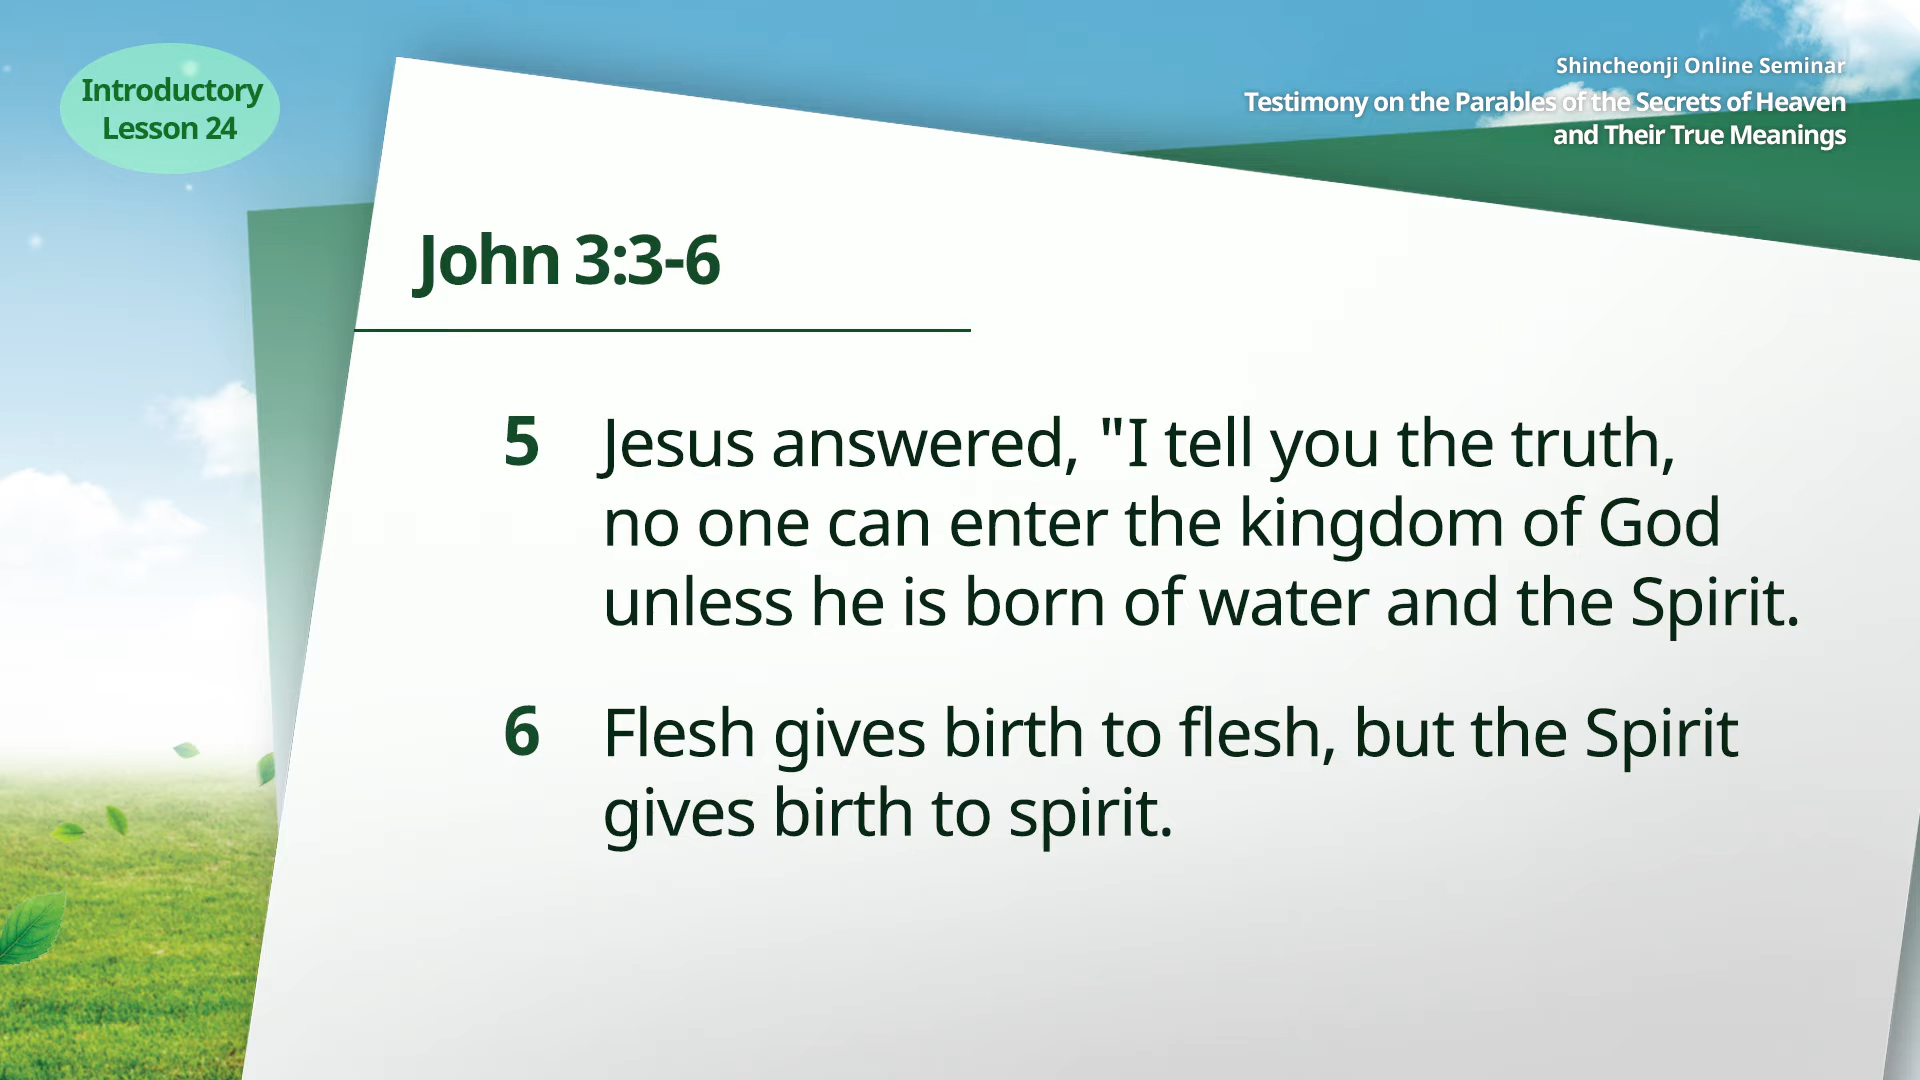 Introductory
Lesson 24
Shincheonji Online Seminar
Testimony on the Parables of the Secrets of Heaven
and Their True Meanings
John 3:3-6
5 Jesus answered, "I tell you the truth,
no one can enter the kingdom of God
unless he is born of water and the Spirit.
6 Flesh gives birth to flesh, but the Spirit
gives birth to spirit.